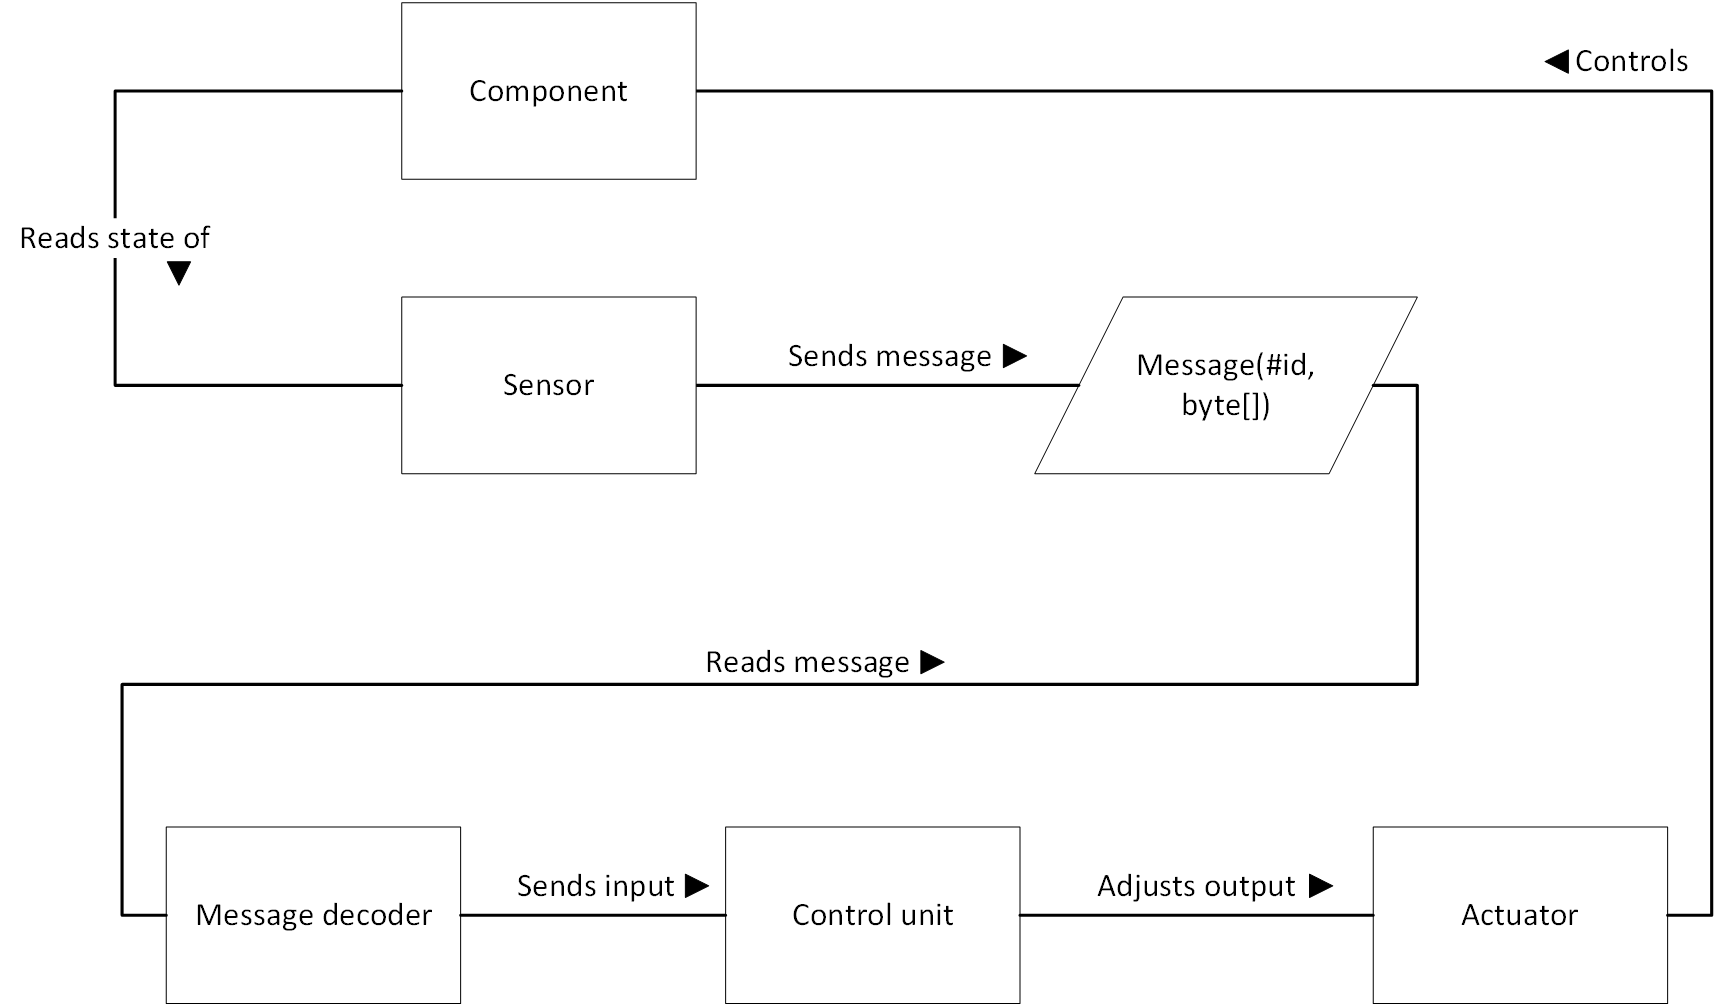 Component
◀ Controls
Reads state of
▼
Sensor
Sends message ▶
Message(#id,
byte[])
Reads message ▶
Message decoder
Sends input ▶
Control unit
Adjusts output ▶
Actuator